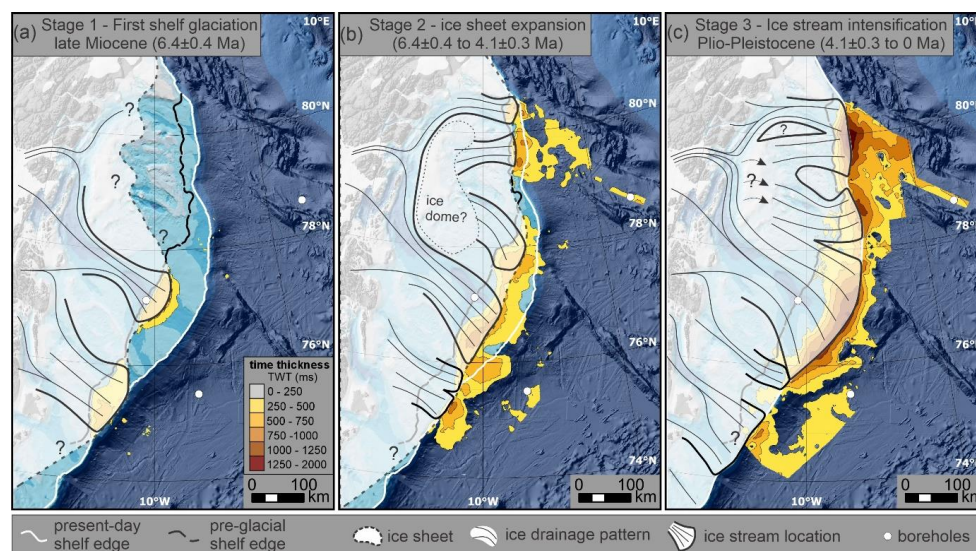 (a) Stage 1 - First shelf glaciation
late Miocene (6.4±0.4 Ma)
10°E
80°N
?
?
?
78°N
76°N
?
74°N
10°W
time thickness
TWT (ms)
0 - 250
250 - 500
500 - 750
750 -1000
1000 - 1250
1250 - 2000
0 100
km
(b) Stage 2 - ice sheet expansion
(6.4±0.4 to 4.1±0.3 Ma)
10°E
80°N
ice
dome?
78°N
76°N
74°N
10°W
0 100
km
(c) Stage 3 - Ice stream intensification
Plio-Pleistocene (4.1±0.3 to 0 Ma)
10°E
80°N
?
?
78°N
76°N
?
74°N
10°W
0 100
km
present-day
shelf edge
pre-glacial
shelf edge
ice sheet
ice drainage pattern
ice stream location
boreholes